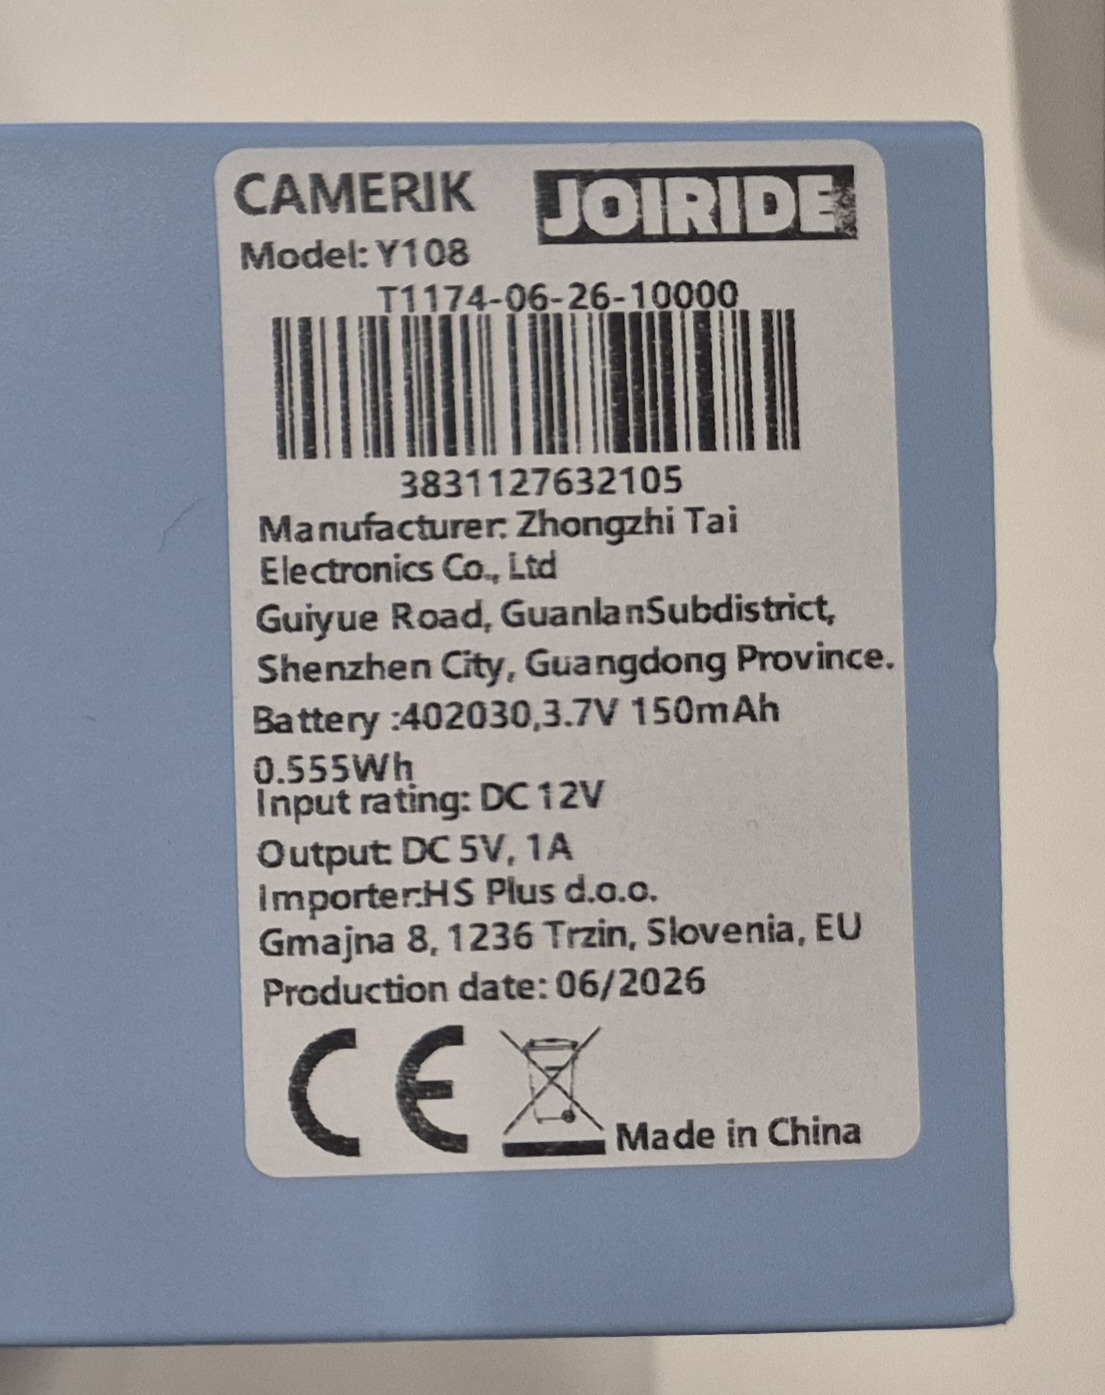 CAMERIK
JOIRIDE
Model: Y108
T1174-06-26-10000
3831127632105
Manufacturer: Zhongzhi Tai
Electronics Co., Ltd
Guiyue Road, GuanlanSubdistrict,
Shenzhen City, Guangdong Province.
Battery :402030,3.7V 150mAh
0.555Wh
Input rating: DC 12V
Output: DC 5V, 1A
Importer:HS Plus d.o.o.
Gmajna 8, 1236 Trzin, Slovenia, EU
Production date: 06/2026
CE
Made in China